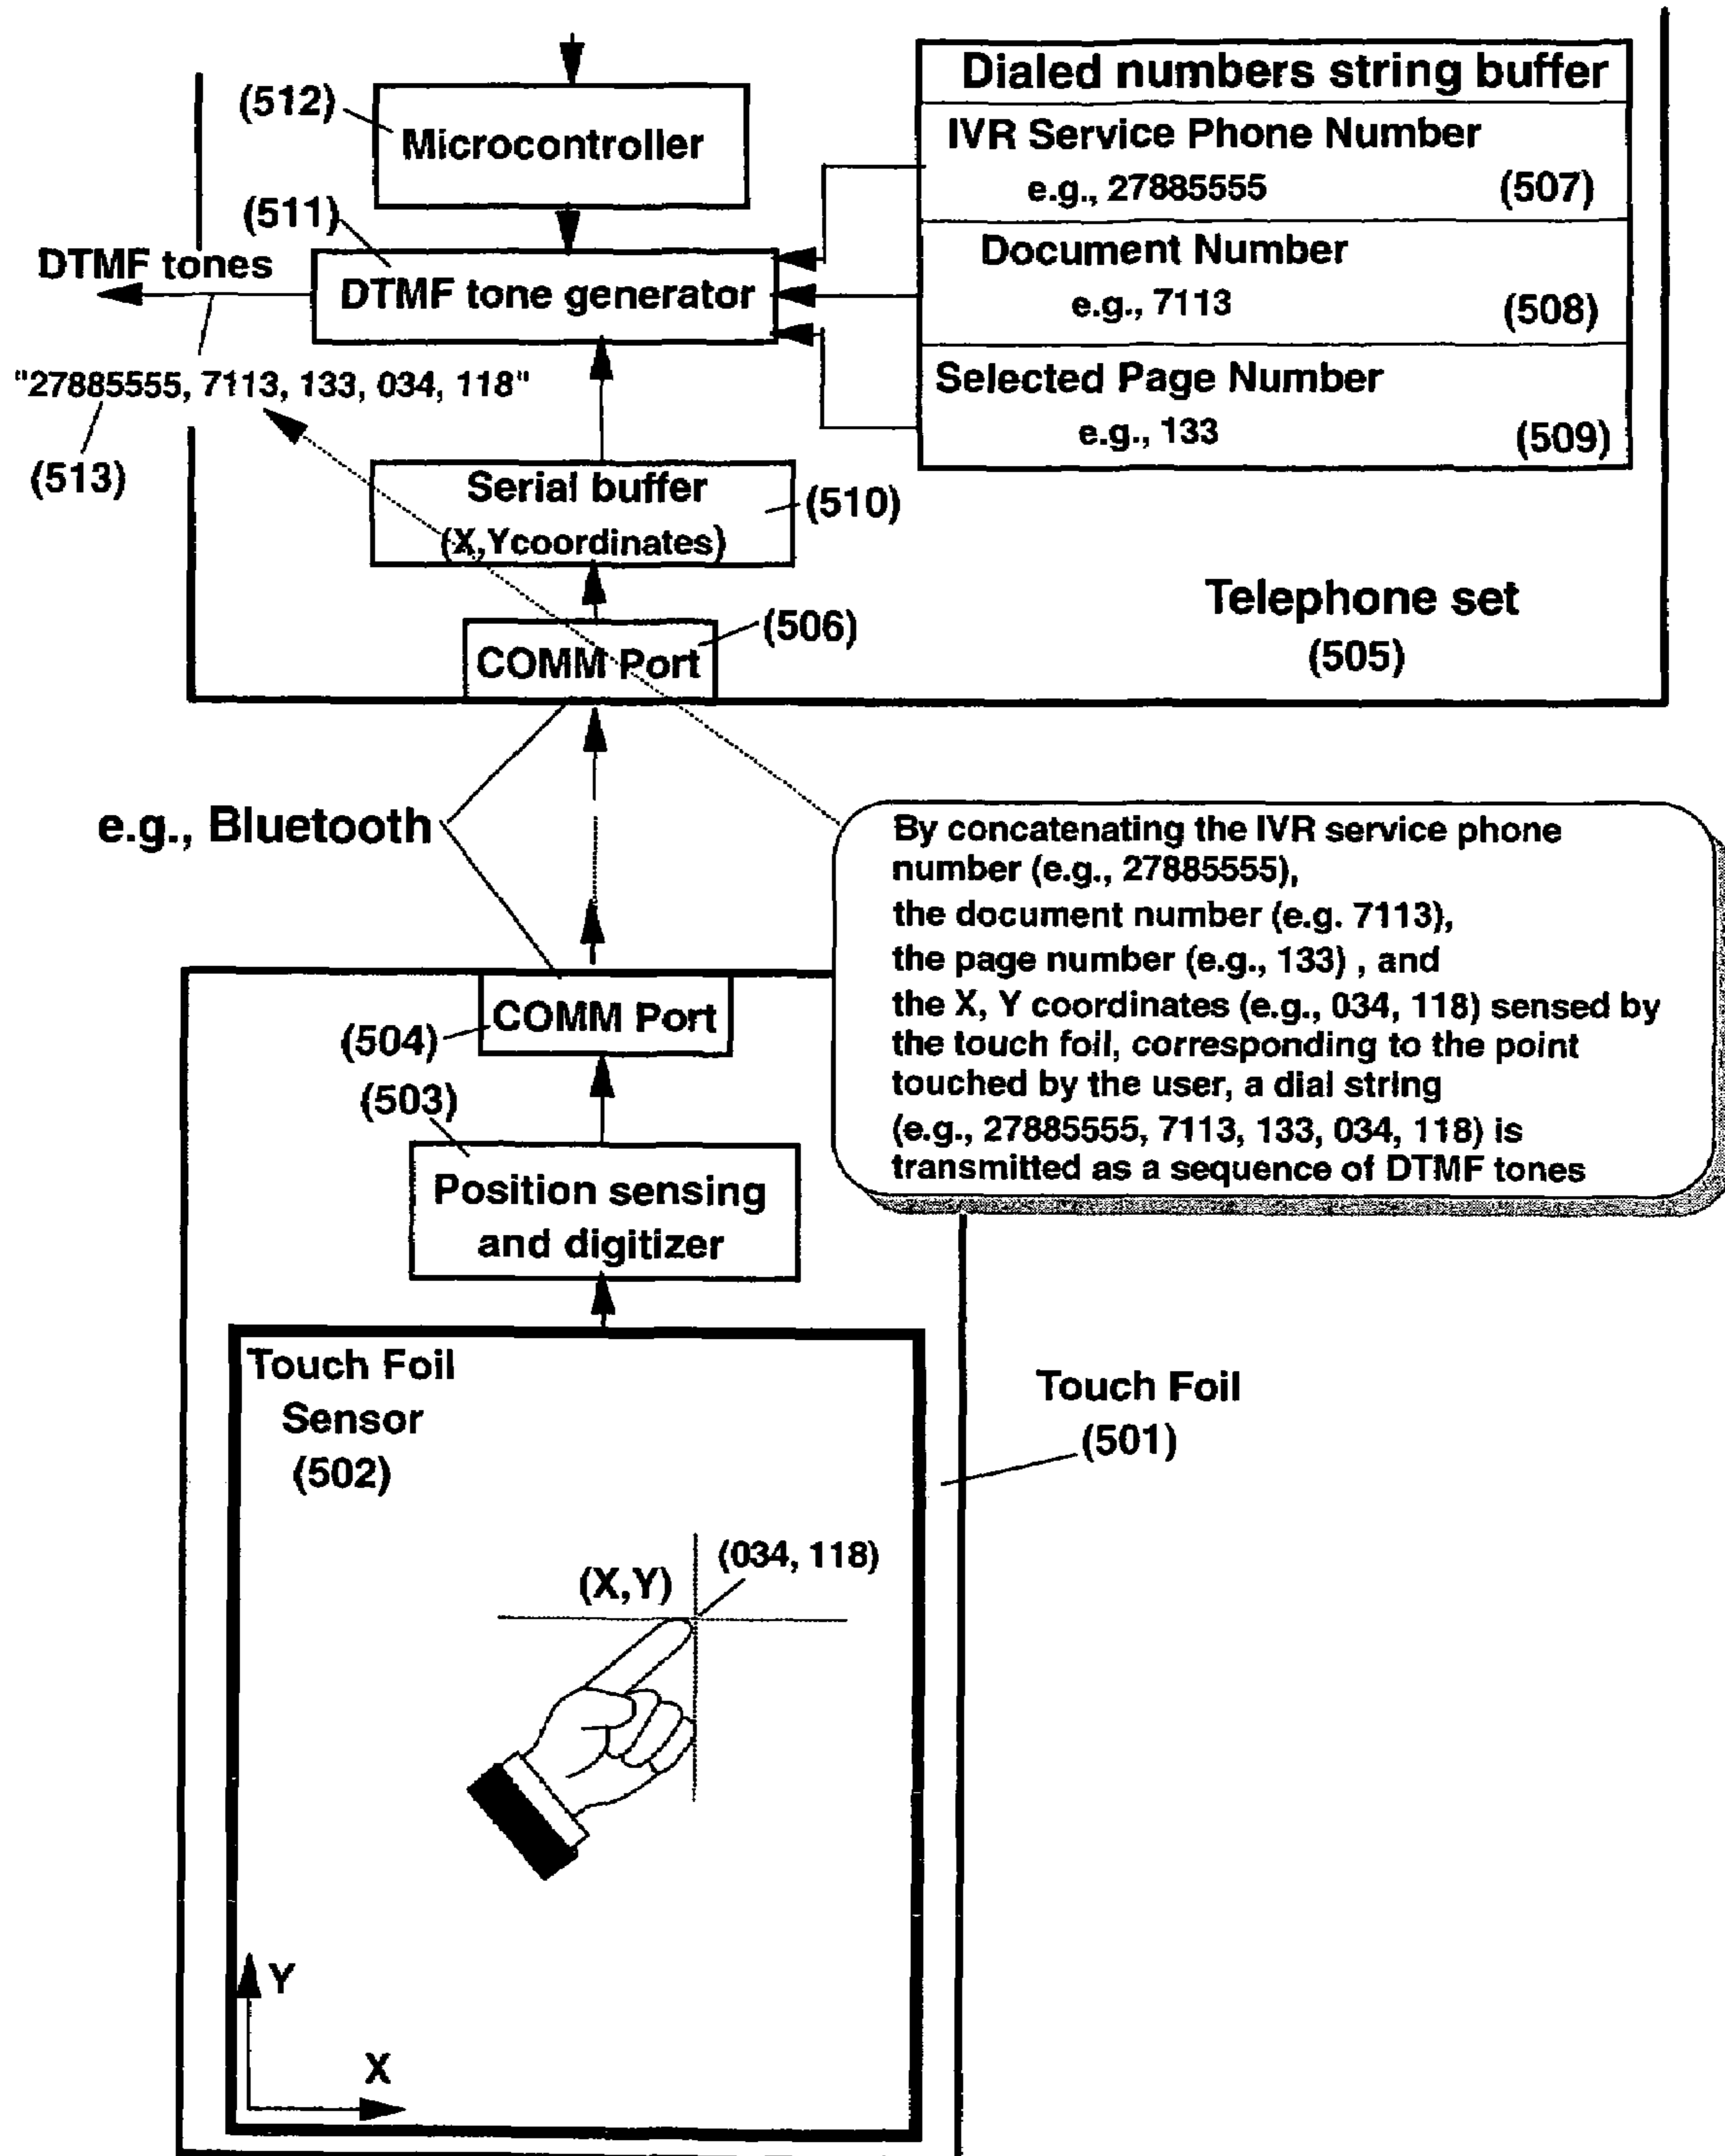 (512)
Microcontroller
Dialed numbers string buffer
IVR Service Phone Number
e.g., 27885555
(507)
Document Number
e.g., 7113
(508)
Selected Page Number
e.g., 133
(509)
(511)
DTMF tones
DTMF tone generator
"27885555, 7113, 133, 034, 118"
(513)
Serial buffer
(X,Ycoordinates)
(510)
(506)
COMM Port
Telephone set
(505)
e.g., Bluetooth
By concatenating the IVR service phone
number (e.g., 27885555),
the document number (e.g. 7113),
the page number (e.g., 133) , and
the X, Y coordinates (e.g., 034, 118) sensed by
the touch foil, corresponding to the point
touched by the user, a dial string
(e.g., 27885555, 7113, 133, 034, 118) is
transmitted as a sequence of DTMF tones
COMM Port
(504)
(503)
Position sensing
and digitizer
Touch Foil
Sensor
(502)
Touch Foil
(501)
(034, 118)
(X,Y)
Y
X